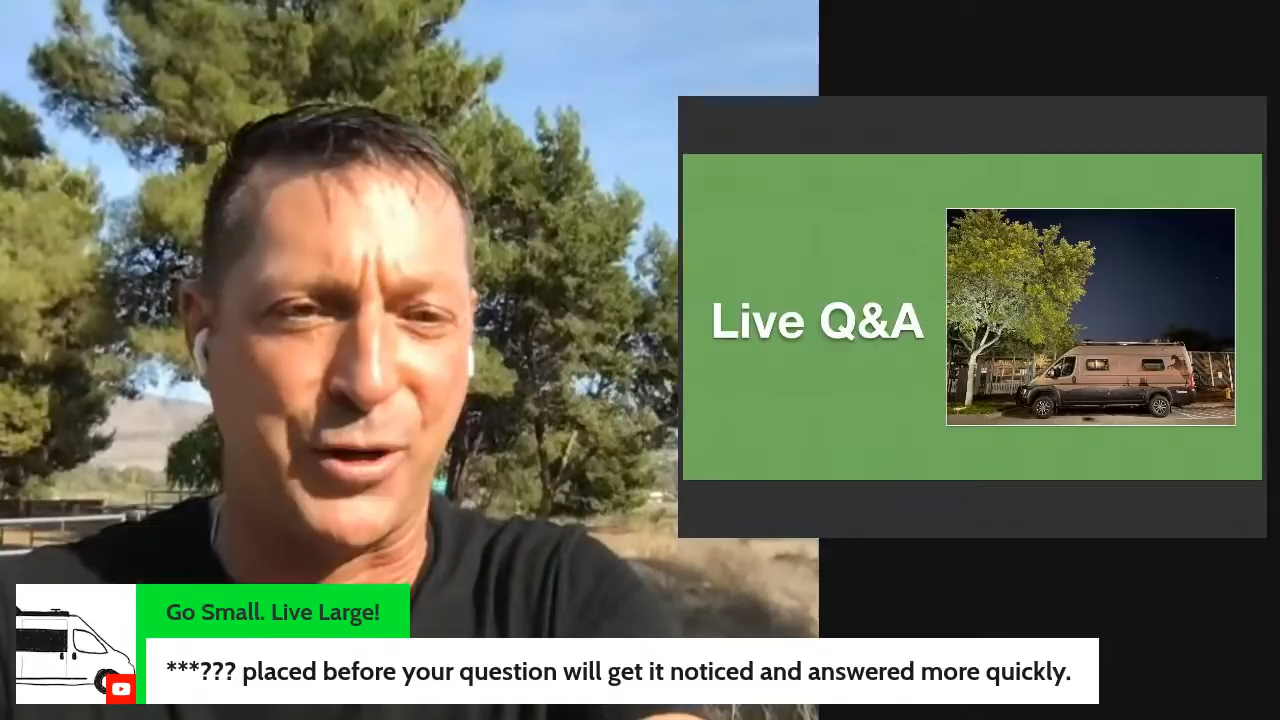 Live Q&A
Go Small. Live Large!
***??? placed before your question will get it noticed and answered more quickly.